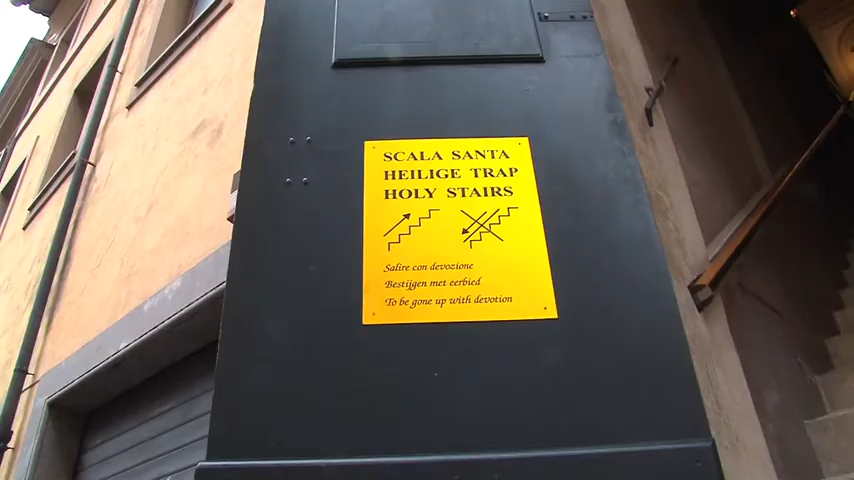 SCALA SANTA
HEILIGE TRAP
HOLY STAIRS
Salire con devozione
Bestijgen met eerbied
To be gone up with devotion